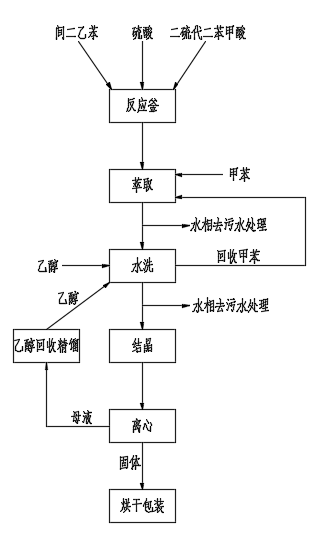 间二乙苯
硫酸
二硫代二苯甲酸
反应釜
萃取
甲苯
水相去污水处理
水洗
回收甲苯
乙醇
乙醇
水相去污水处理
乙醇回收精馏
结晶
母液
离心
固体
烘干包装